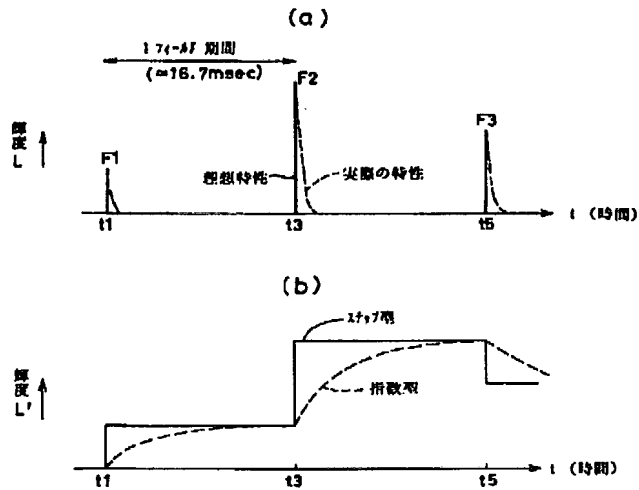 (a)
1 フィールド 期間
(≃16.7msec)
F2
F3
輝度
L
F1
理想特性
実際の特性
t1
t3
t5
t (時間)
(b)
ステップ型
輝度
L'
指数型
t1
t3
t5
t (時間)